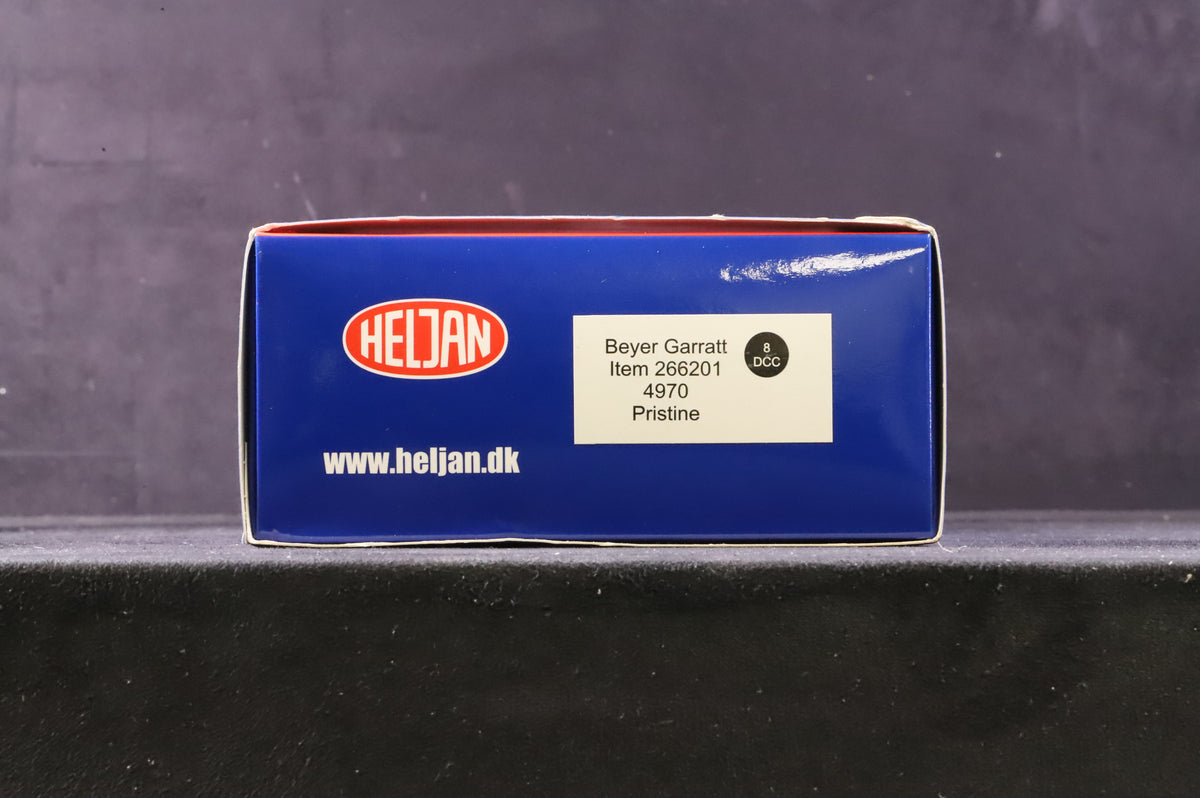 HELJAN
www.heljan.dk
Beyer Garratt
Item 266201
4970
Pristine
8
DCC